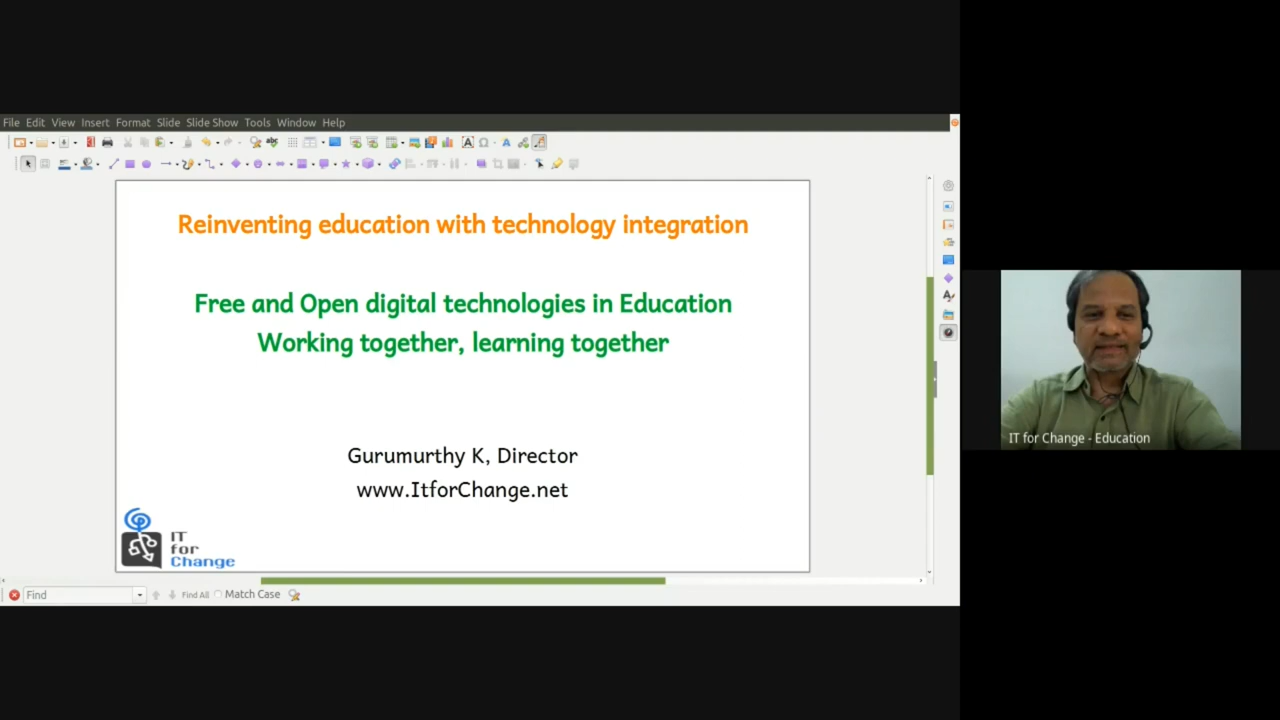 File Edit View Insert Format Slide Slide Show Tools Window Help
Reinventing education with technology integration
Free and Open digital technologies in Education
Working together, learning together
Gurumurthy K, Director
www.ItforChange.net
IT
for
Change
Find
Find All
Match Case
IT for Change - Education